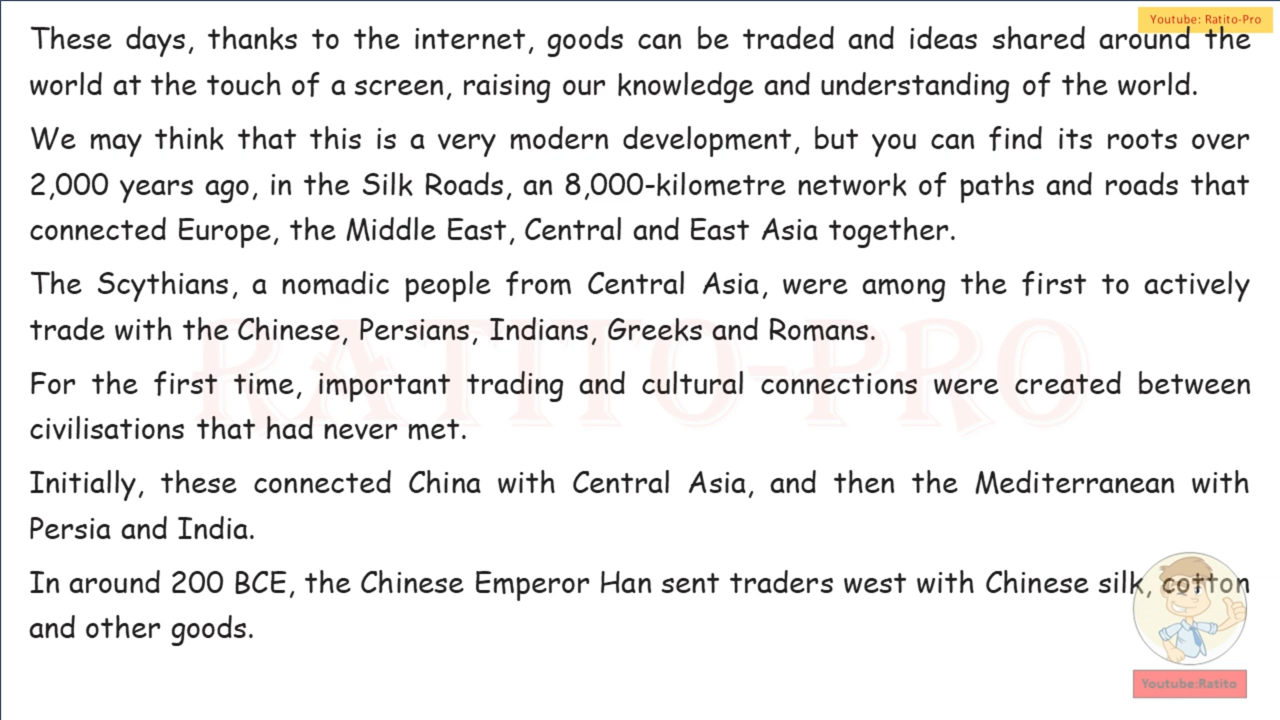 Youtube: Ratito-Pro
These days, thanks to the internet, goods can be traded and ideas shared around the
world at the touch of a screen, raising our knowledge and understanding of the world.
We may think that this is a very modern development, but you can find its roots over
2,000 years ago, in the Silk Roads, an 8,000-kilometre network of paths and roads that
connected Europe, the Middle East, Central and East Asia together.
The Scythians, a nomadic people from Central Asia, were among the first to actively
trade with the Chinese, Persians, Indians, Greeks and Romans.
RATITO-PRO
For the first time, important trading and cultural connections were created between
civilisations that had never met.
Initially, these connected China with Central Asia, and then the Mediterranean with
Persia and India.
In around 200 BCE, the Chinese Emperor Han sent traders west with Chinese silk, cotton
and other goods.
Youtube:Ratito